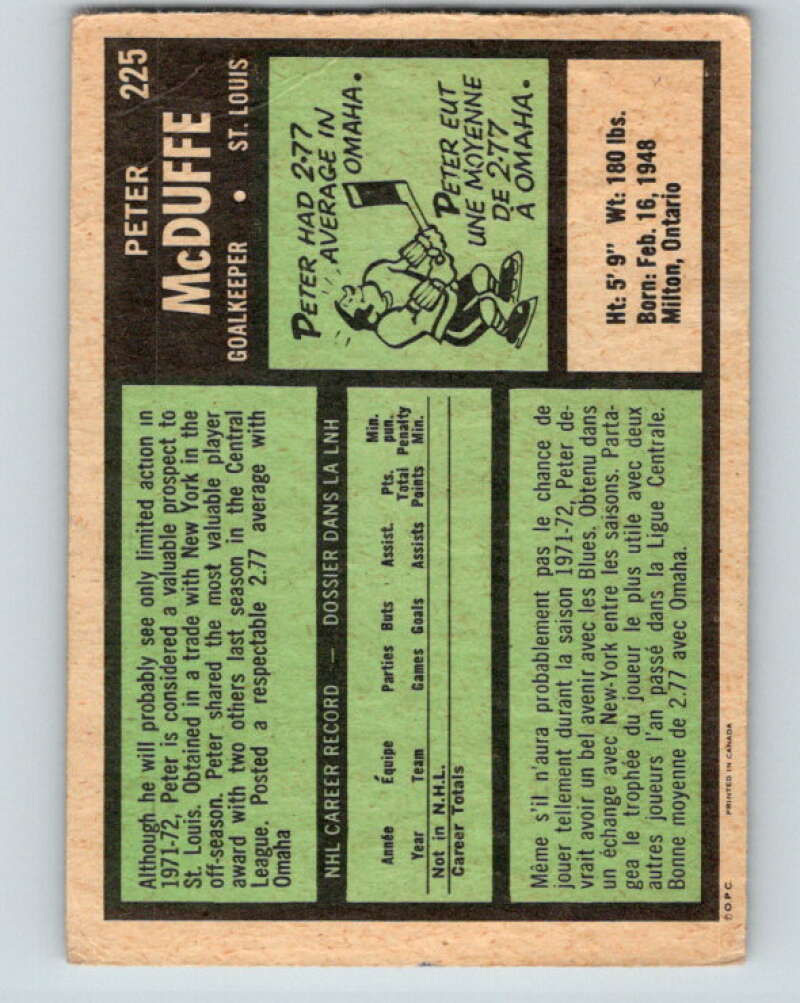 PETER 225
McDUFFE
GOALKEEPER • ST. LOUIS
Although he will probably see only limited action in
1971-72, Peter is considered a valuable prospect to
St. Louis. Obtained in a trade with New York in the
off-season. Peter shared the most valuable player
award with two others last season in the Central
League. Posted a respectable 2.77 average with
Omaha
PETER HAD 2.77
AVERAGE IN
OMAHA.
PETER EUT
UNE MOYENNE
DE 2.77
A OMAHA.
NHL CAREER RECORD — DOSSIER DANS LA LNH
Min.
Pts. pun.
Année Équipe Parties Buts Assist. Total Penalty
Year Team Games Goals Assists Points Min.
Not in N.H.L.
Career Totals
Ht: 5' 9" Wt: 180 lbs.
Born: Feb. 16, 1948
Milton, Ontario
Même s'il n'aura probablement pas le chance de
jouer tellement durant la saison 1971-72, Peter de-
vrait avoir un bel avenir avec les Blues. Obtenu dans
un échange avec New-York entre les saisons. Parta-
gea le trophée du joueur le plus utile avec deux
autres joueurs l'an passé dans la Ligue Centrale.
Bonne moyenne de 2.77 avec Omaha.
© O.P.C. PRINTED IN CANADA